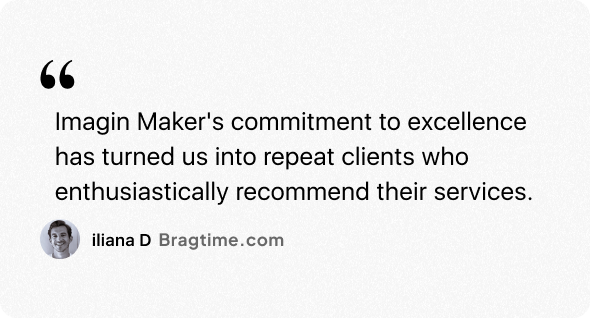 “
Imagin Maker's commitment to excellence
has turned us into repeat clients who
enthusiastically recommend their services.
iliana D Bragtime.com